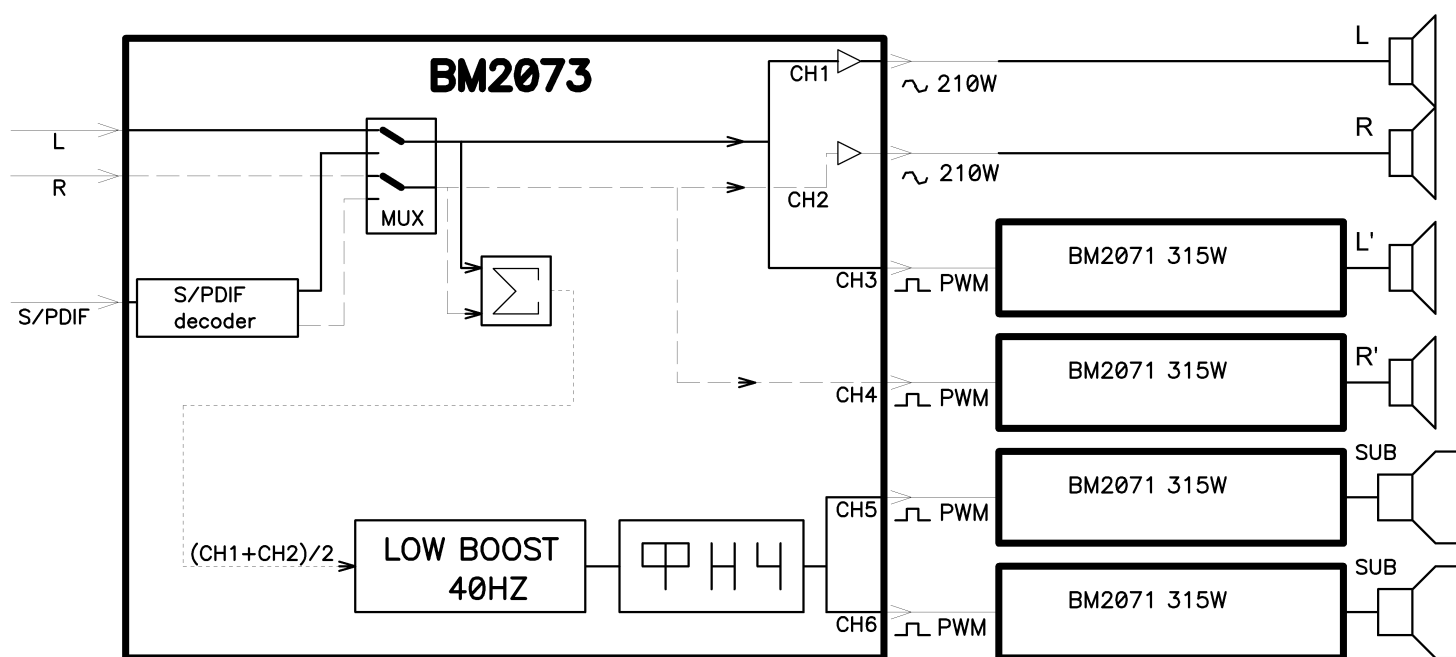 BM2073
L
R
S/PDIF
S/PDIF
decoder
MUX
CH1
CH2
CH3
CH4
CH5
CH6
(CH1+CH2)/2
LOW BOOST
40HZ
ФНЧ
210W
210W
PWM
PWM
PWM
PWM
BM2071 315W
BM2071 315W
BM2071 315W
BM2071 315W
L
R
L'
R'
SUB
SUB